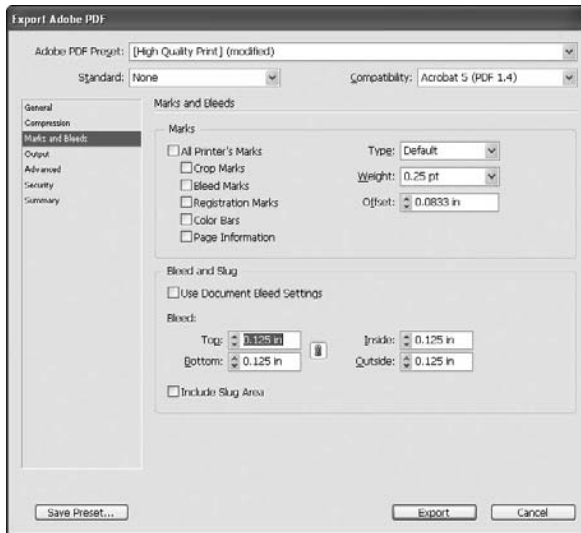 Export Adobe PDF
Adobe PDF Preset: [High Quality Print] (modified)
Standard: None Compatibility: Acrobat 5 (PDF 1.4)
General
Compression
Marks and Bleeds
Output
Advanced
Security
Summary
Marks and Bleeds
Marks
All Printer's Marks
Crop Marks
Bleed Marks
Registration Marks
Color Bars
Page Information
Type: Default
Weight: 0.25 pt
Offset: 0.0833 in
Bleed and Slug
Use Document Bleed Settings
Bleed:
Top: 0.125 in Inside: 0.125 in
Bottom: 0.125 in Outside: 0.125 in
Include Slug Area
Save Preset... Export Cancel